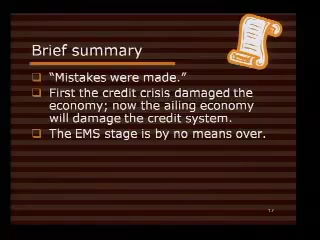 Brief summary
“Mistakes were made.”
First the credit crisis damaged the
economy; now the ailing economy
will damage the credit system.
The EMS stage is by no means over.